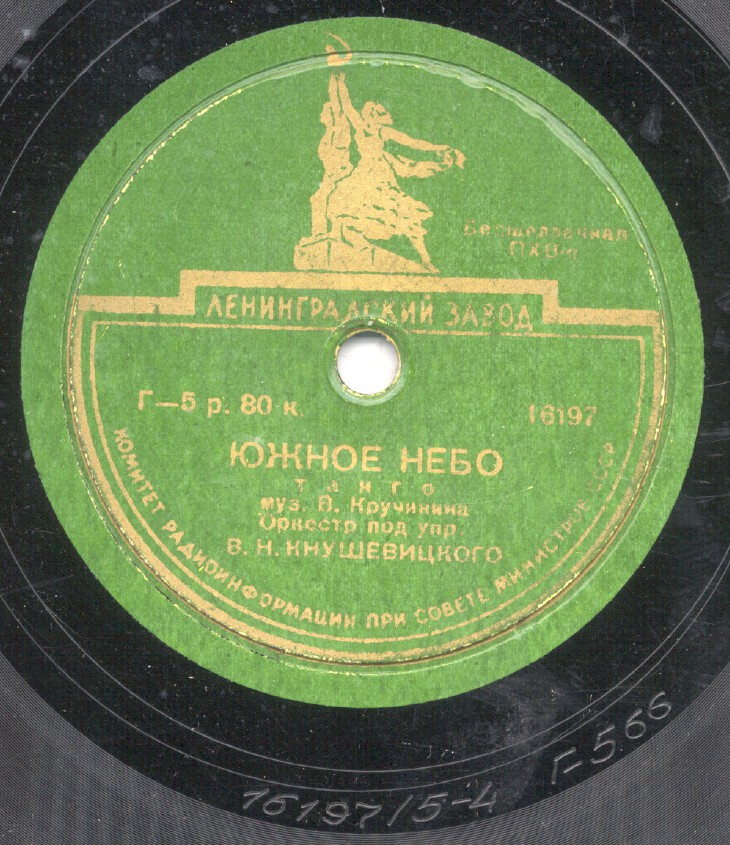 Бесшеллачная
ЛЕНИНГРАДСКИЙ ЗАВОД
Г—5 р. 80 к.
16197
ЮЖНОЕ НЕБО
танго
муз. В. Кручинина
Оркестр под упр.
В. Н. КНУШЕВИЦКОГО
КОМИТЕТ РАДИОИНФОРМАЦИИ ПРИ СОВЕТЕ МИНИСТРОВ СССР
16197/5-4
Г-566